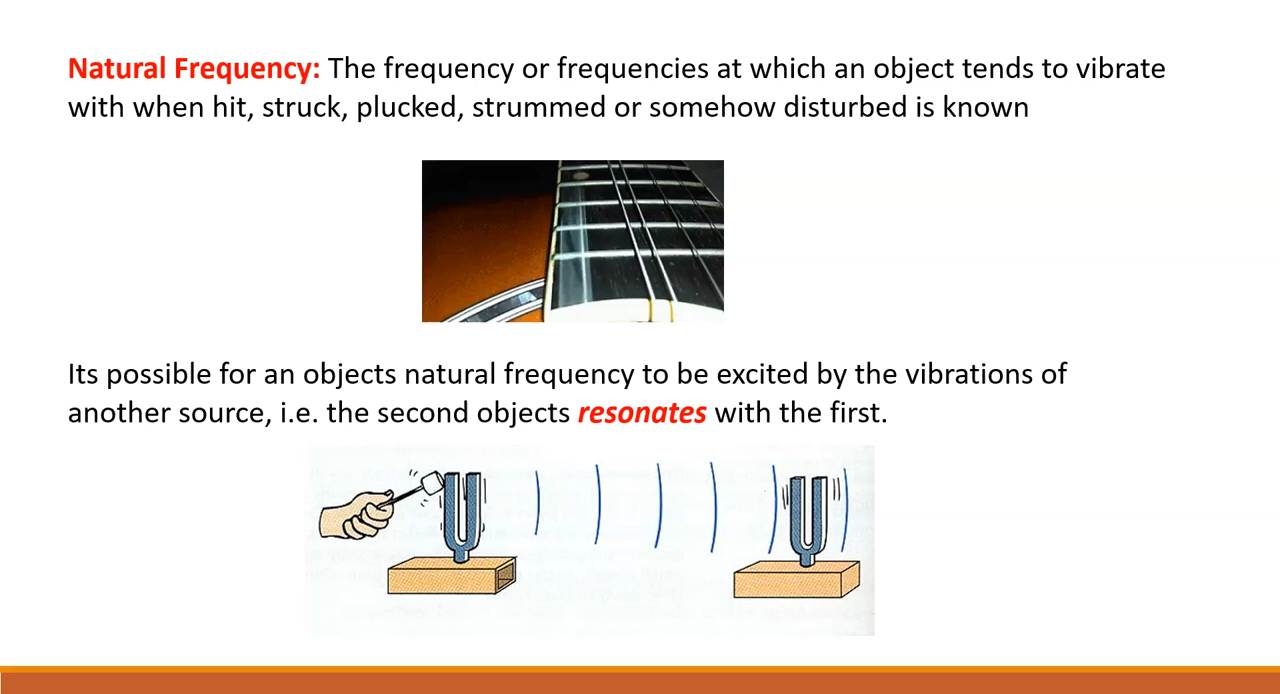 Natural Frequency: The frequency or frequencies at which an object tends to vibrate
with when hit, struck, plucked, strummed or somehow disturbed is known
Its possible for an objects natural frequency to be excited by the vibrations of
another source, i.e. the second objects resonates with the first.